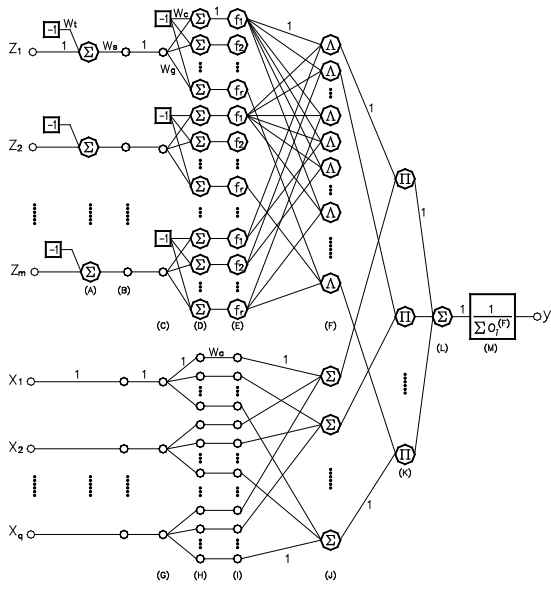 -1 Wt -1 Wc Σ 1 f1 1
Z1 1 Σ Ws 1 Σ f2 Λ
Wg Λ
Σ fr 1
-1 -1 Σ f1 Λ
Z2 Σ Σ f2 Λ
Λ
Σ fr Π
Λ 1
-1 -1 Σ f1
Zm Σ Σ f2
(A) (B) Λ
(C) (D) Σ (E) fr (F) Π Σ 1 1/ΣOi(F) y
(L) (M)
1 Wa 1
X1 1 1 Σ
X2 Σ
Π
(K)
1
Xq Σ
1
(G) (H) (I) (J)